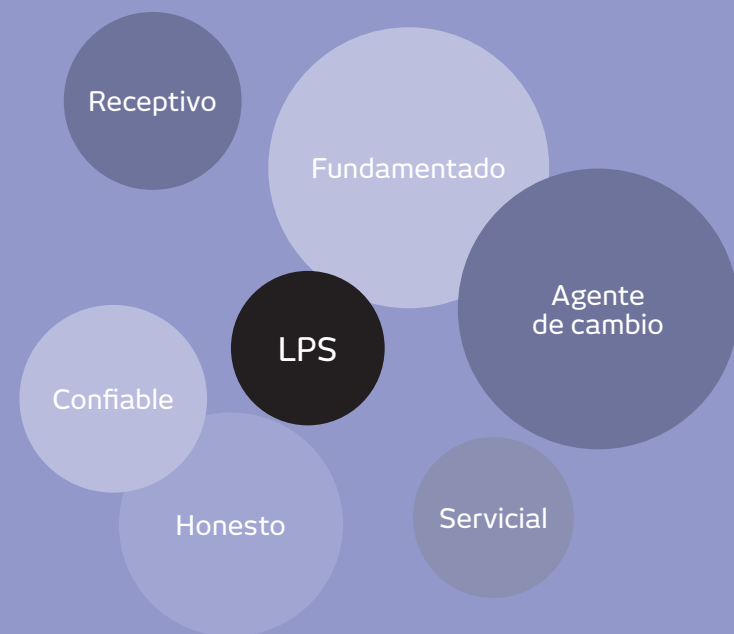 Receptivo
Fundamentado
Agente
de cambio
LPS
Confiable
Honesto
Servicial